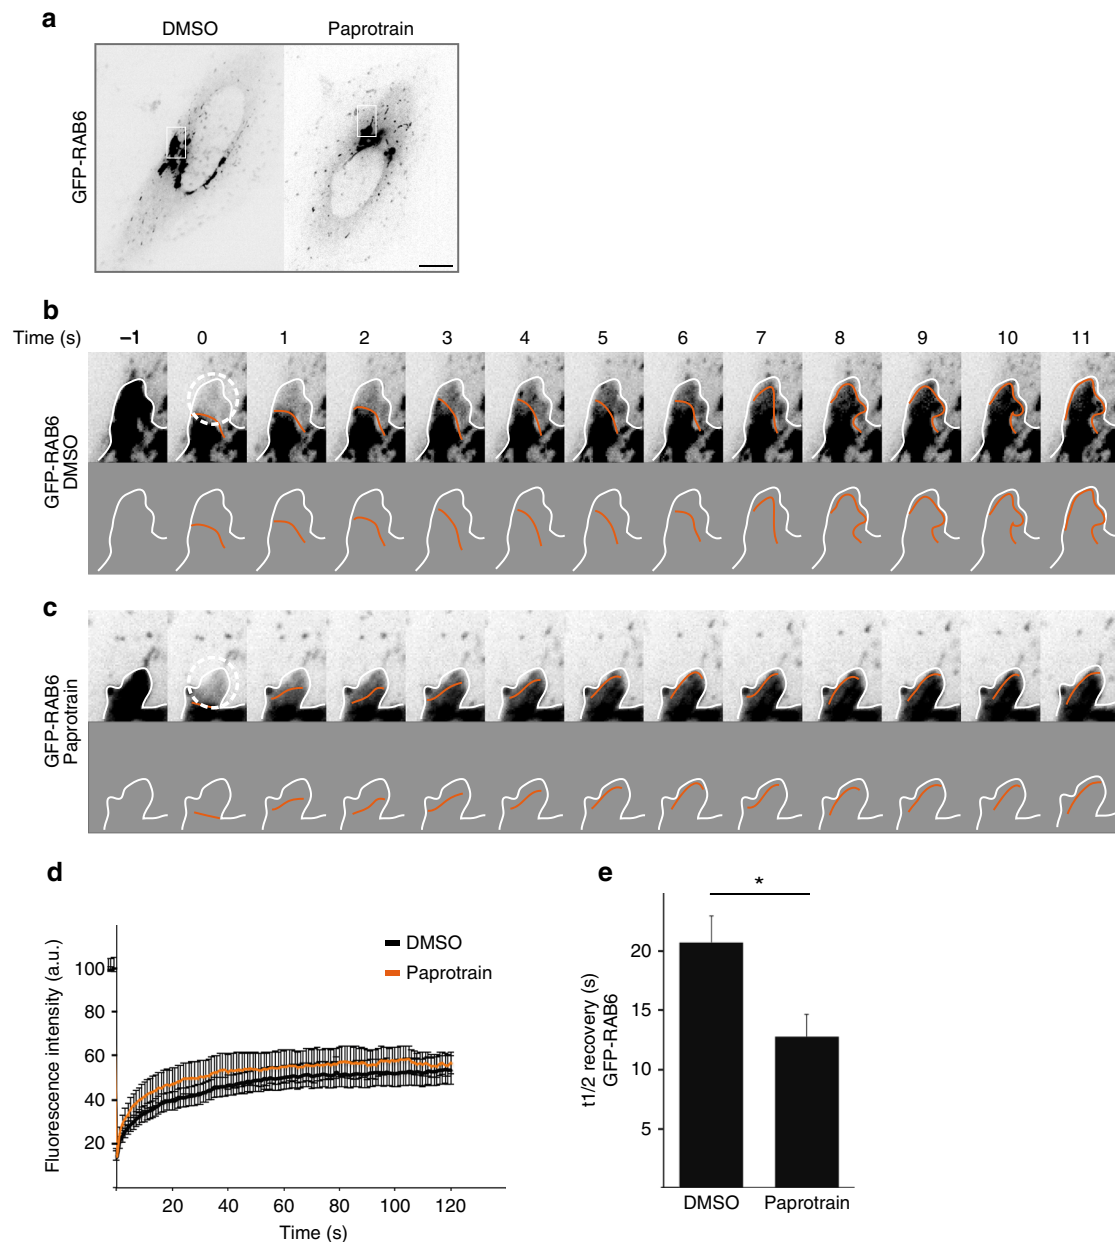 a
DMSO
Paprotrain
GFP-RAB6
b
Time (s) –1 0 1 2 3 4 5 6 7 8 9 10 11
GFP-RAB6
DMSO
c
GFP-RAB6
Paprotrain
d
Fluorescence intensity (a.u.)
100
80
60
40
20
DMSO
Paprotrain
20 40 60 80 100 120
Time (s)
e
*
t1/2 recovery (s)
GFP-RAB6
20
15
10
5
DMSO
Paprotrain